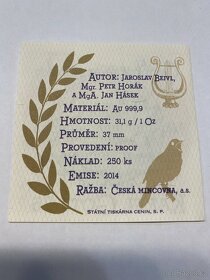 Autor: Jaroslav Bejvl,
Mgr. Petr Horák
a MgA. Jan Hásek
Materiál: Au 999,9
Hmotnost: 31,1 g / 1 Oz
Průměr: 37 mm
Provedení: proof
Náklad: 250 ks
Emise: 2014
Ražba: Česká mincovna, a.s.
Státní tiskárna cenin, s. p.